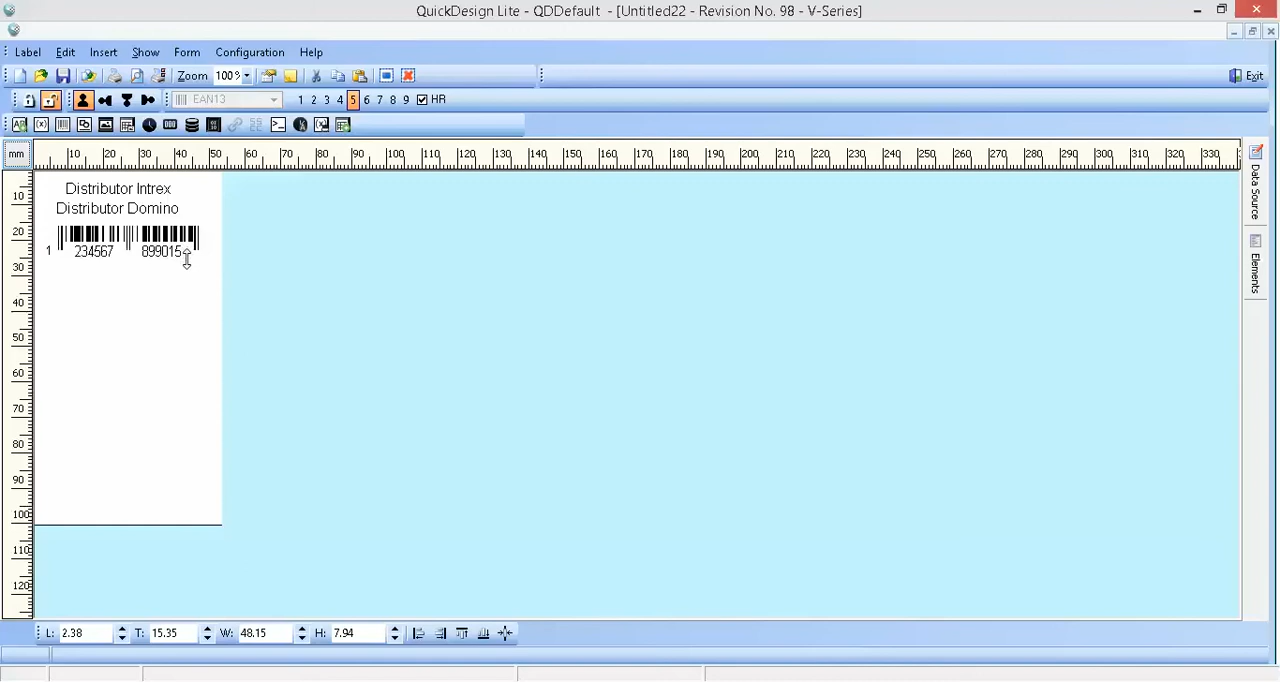 QuickDesign Lite - QDDefault - [Untitled22 - Revision No. 98 - V-Series]
Label Edit Insert Show Form Configuration Help
Zoom 100% Exit
EAN13 1 2 3 4 5 6 7 8 9 HR
mm 10 20 30 40 50 60 70 80 90 100 110 120 130 140 150 160 170 180 190 200 210 220 230 240 250 260 270 280 290 300 310 320 330
Distributor Intrex
Distributor Domino
1 234567 899015
10
20
30
40
50
60
70
80
90
100
110
120
Data Source
Elements
L: 2.38 T: 15.35 W: 48.15 H: 7.94